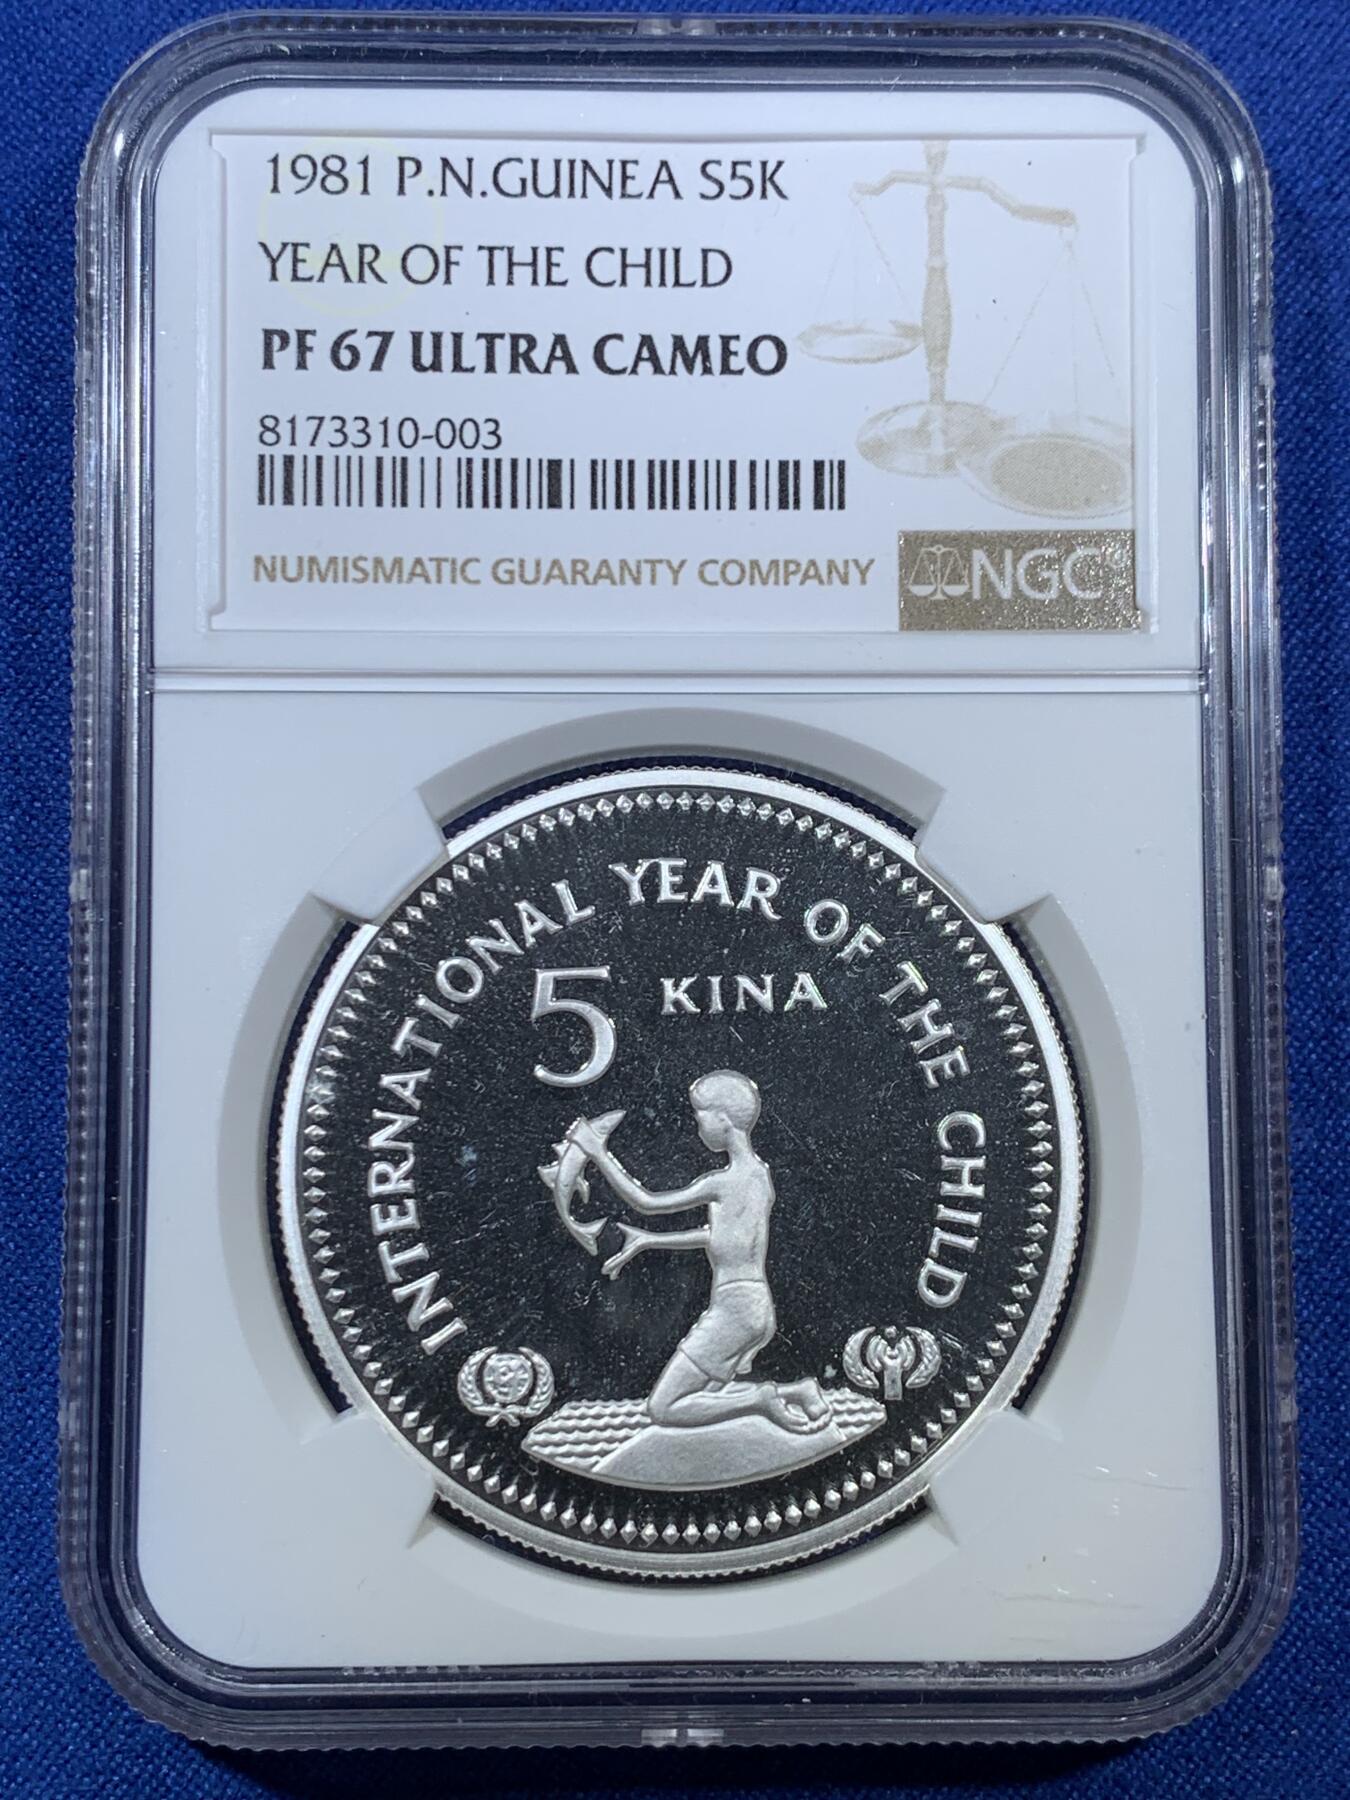 1981 P.N.GUINEA S5K
YEAR OF THE CHILD
PF 67 ULTRA CAMEO
8173310-003
NUMISMATIC GUARANTY COMPANY
NGC
INTERNATIONAL YEAR OF THE CHILD
5 KINA